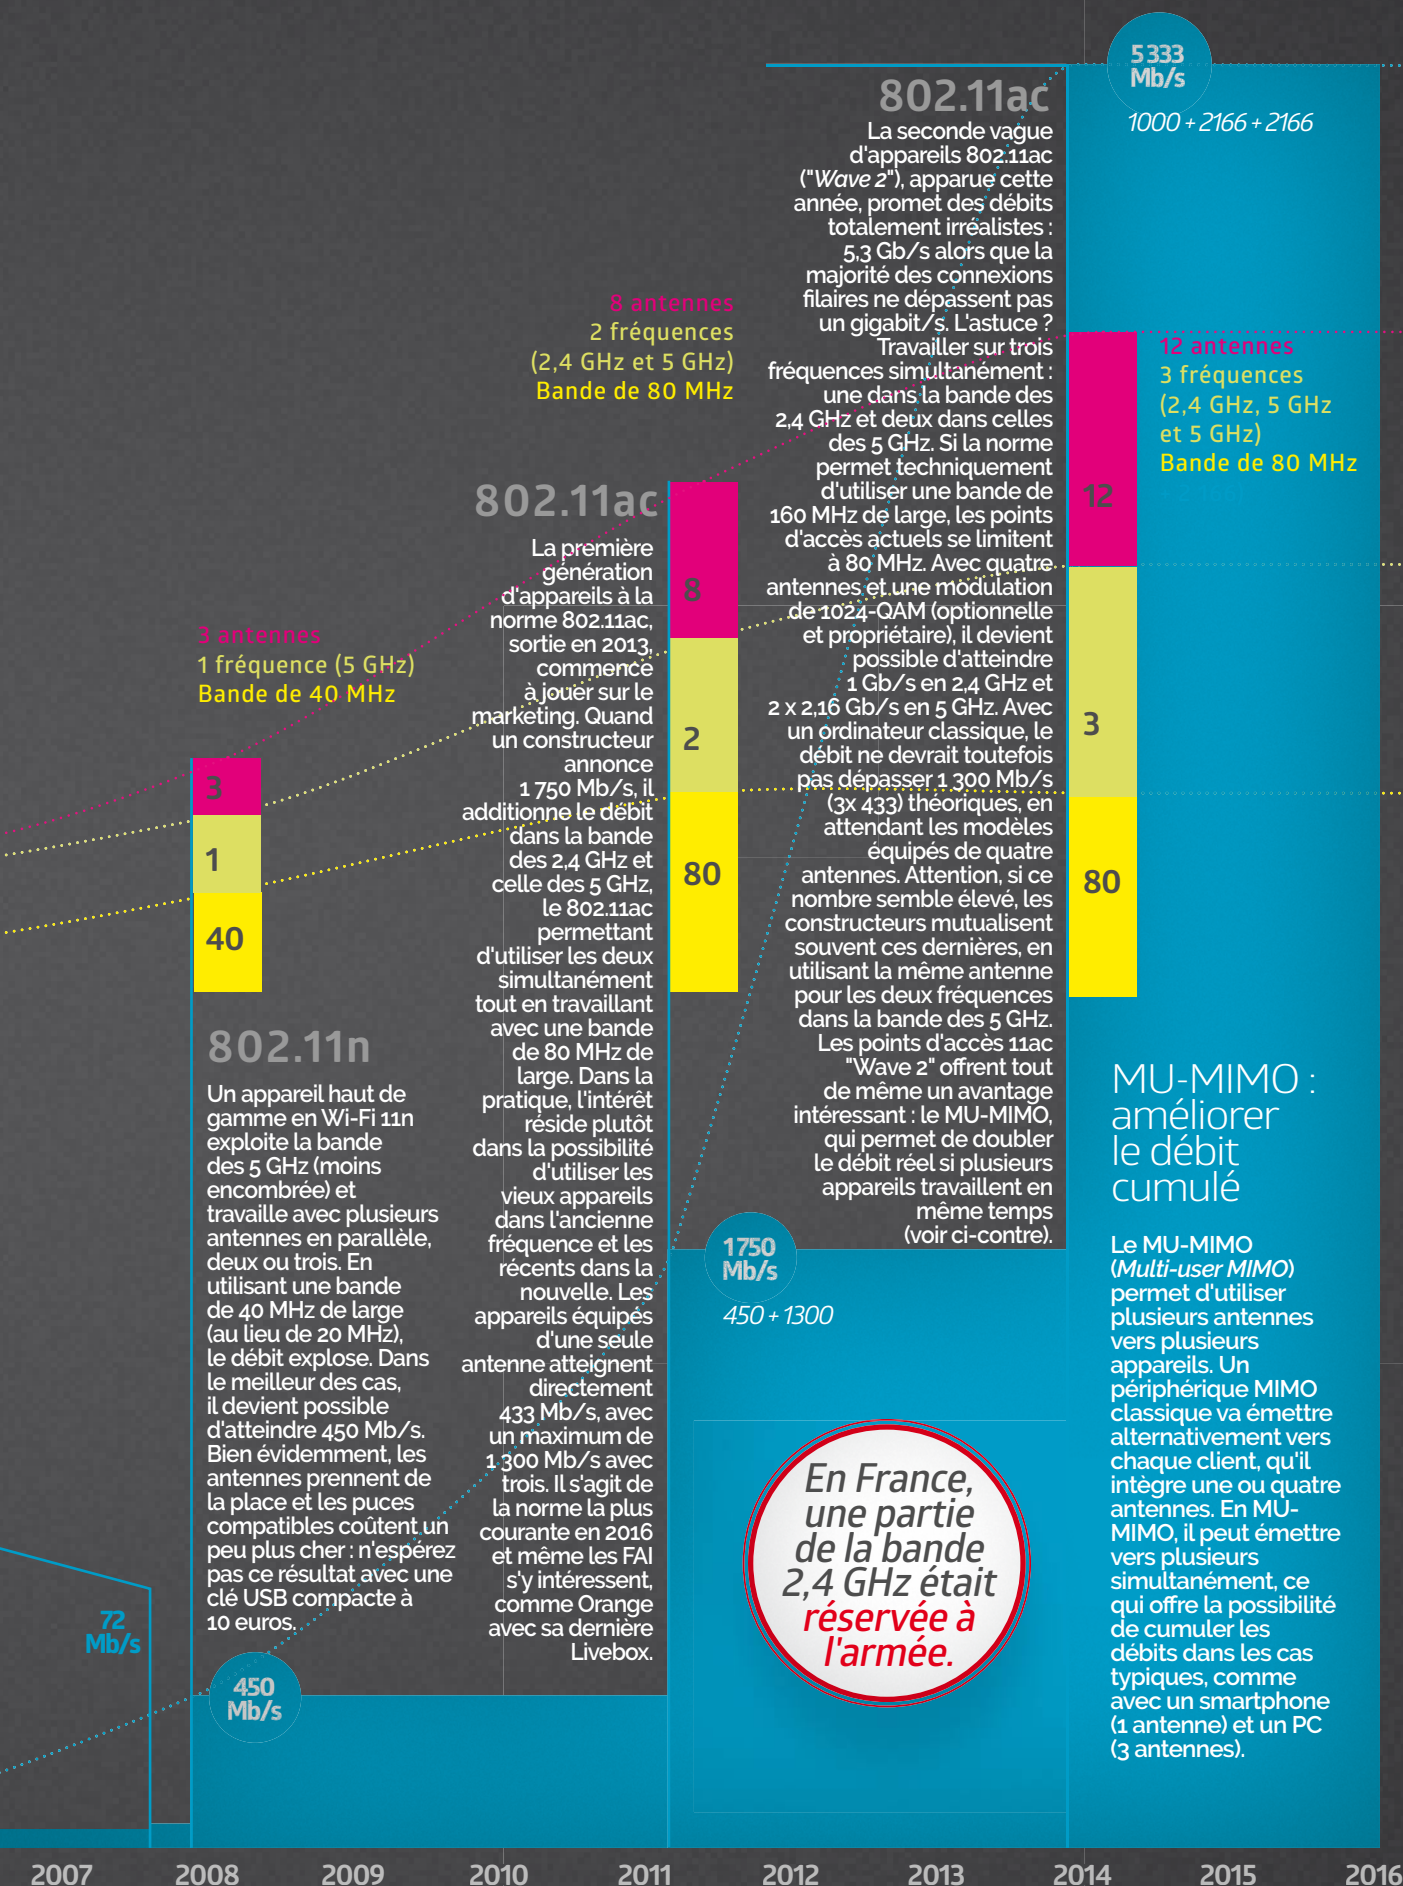 3 antennes
1 fréquence (5 GHz)
Bande de 40 MHz
3
1
40
802.11n
Un appareil haut de
gamme en Wi-Fi 11n
exploite la bande
des 5 GHz (moins
encombrée) et
travaille avec plusieurs
antennes en parallèle,
deux ou trois. En
utilisant une bande
de 40 MHz de large
(au lieu de 20 MHz),
le débit explose. Dans
le meilleur des cas,
il devient possible
d'atteindre 450 Mb/s.
Bien évidemment, les
antennes prennent de
la place et les puces
compatibles coûtent un
peu plus cher : n'espérez
pas ce résultat avec une
clé USB compacte à
10 euros.
72
Mb/s
450
Mb/s
8 antennes
2 fréquences
(2,4 GHz et 5 GHz)
Bande de 80 MHz
802.11ac
La première
génération
d'appareils à la
norme 802.11ac,
sortie en 2013,
commence
à jouer sur le
marketing. Quand
un constructeur
annonce
1 750 Mb/s, il
additionne le débit
dans la bande
des 2,4 GHz et
celle des 5 GHz,
le 802.11ac
permettant
d'utiliser les deux
simultanément
tout en travaillant
avec une bande
de 80 MHz de
large. Dans la
pratique, l'intérêt
réside plutôt
dans la possibilité
d'utiliser les
vieux appareils
dans l'ancienne
fréquence et les
récents dans la
nouvelle. Les
appareils équipés
d'une seule
antenne atteignent
directement
433 Mb/s, avec
un maximum de
1 300 Mb/s avec
trois. Il s'agit de
la norme la plus
courante en 2016
et même les FAI
s'y intéressent,
comme Orange
avec sa dernière
Livebox.
8
2
80
1750
Mb/s
450 + 1300
802.11ac
La seconde vague
d'appareils 802.11ac
("Wave 2"), apparue cette
année, promet des débits
totalement irréalistes :
5,3 Gb/s alors que la
majorité des connexions
filaires ne dépassent pas
un gigabit/s. L'astuce ?
Travailler sur trois
fréquences simultanément :
une dans la bande des
2,4 GHz et deux dans celles
des 5 GHz. Si la norme
permet techniquement
d'utiliser une bande de
160 MHz de large, les points
d'accès actuels se limitent
à 80 MHz. Avec quatre
antennes et une modulation
de 1024-QAM (optionnelle
et propriétaire), il devient
possible d'atteindre
1 Gb/s en 2,4 GHz et
2 x 2,16 Gb/s en 5 GHz. Avec
un ordinateur classique, le
débit ne devrait toutefois
pas dépasser 1 300 Mb/s
(3x 433) théoriques, en
attendant les modèles
équipés de quatre
antennes. Attention, si ce
nombre semble élevé, les
constructeurs mutualisent
souvent ces dernières, en
utilisant la même antenne
pour les deux fréquences
dans la bande des 5 GHz.
Les points d'accès 11ac
"Wave 2" offrent tout
de même un avantage
intéressant : le MU-MIMO,
qui permet de doubler
le débit réel si plusieurs
appareils travaillent en
même temps
(voir ci-contre).
En France,
une partie
de la bande
2,4 GHz était
réservée à
l'armée.
5 333
Mb/s
1000 + 2166 + 2166
12 antennes
3 fréquences
(2,4 GHz, 5 GHz
et 5 GHz)
Bande de 80 MHz
12
3
80
MU-MIMO :
améliorer
le débit
cumulé
Le MU-MIMO
(Multi-user MIMO)
permet d'utiliser
plusieurs antennes
vers plusieurs
appareils. Un
périphérique MIMO
classique va émettre
alternativement vers
chaque client, qu'il
intègre une ou quatre
antennes. En MU-
MIMO, il peut émettre
vers plusieurs
simultanément, ce
qui offre la possibilité
de cumuler les
débits dans les cas
typiques, comme
avec un smartphone
(1 antenne) et un PC
(3 antennes).
2007 2008 2009 2010 2011 2012 2013 2014 2015 2016